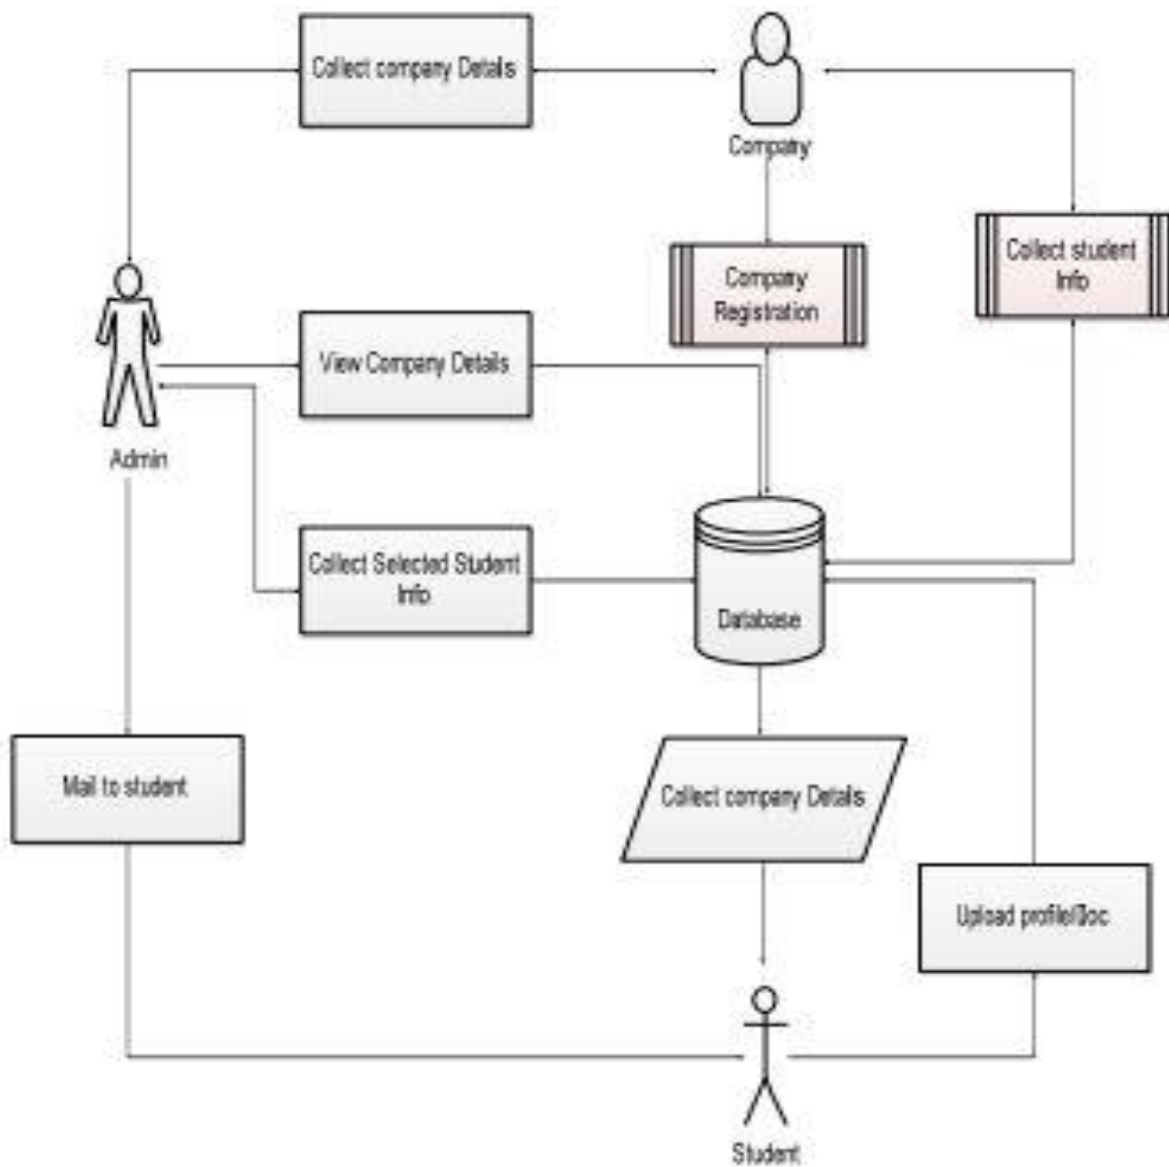 Collect company Details
Company
Collect student
Info
Company
Registration
View Company Details
Admin
Collect Selected Student
Info
Database
Mail to student
Collect company Details
Upload profile/Doc
Student